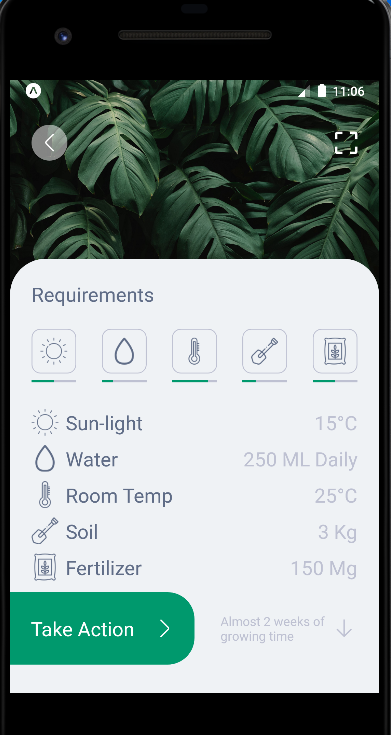 11:06
Requirements
Sun-light 15°C
Water 250 ML Daily
Room Temp 25°C
Soil 3 Kg
Fertilizer 150 Mg
Take Action
Almost 2 weeks of
growing time